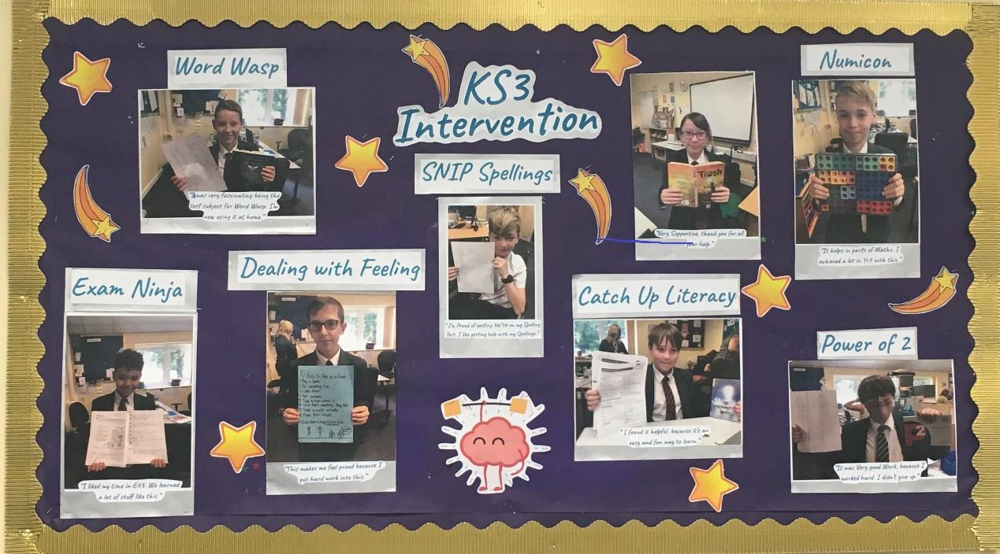 KS3
Intervention
Word Wasp
"It was very fascinating being the
test subject for Word Wasp. I'm
now using it at home."
SNIP Spellings
"I'm Proud of getting 30/30 on my Spelling
Test. I like getting help with my Spellings."
Trash
"Very Supportive, thank you for all
your help."
Numicon
"It helps in parts of Maths. I
achieved a lot in Yr7 with this."
Exam Ninja
"I liked my time in E43. We learned
a lot of stuff like this."
Dealing with Feeling
10 Ways to
"This makes me feel proud because I
put hard work into this."
Catch Up Literacy
"I found it helpful, because it's an
easy and fun way to learn."
Power of 2
P2
"It was Very good Work, because I
worked hard. I didn't give up."